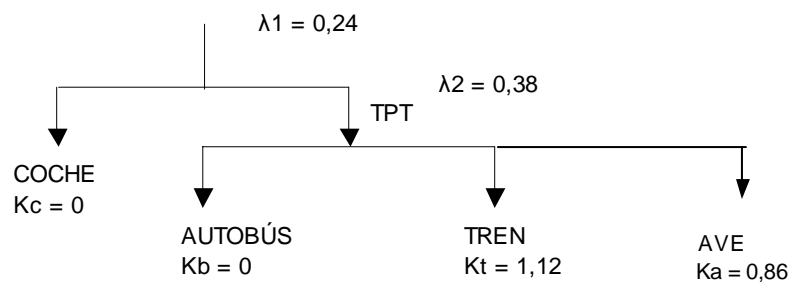 λ1 = 0,24
λ2 = 0,38
TPT
COCHE
Kc = 0
AUTOBÚS
Kb = 0
TREN
Kt = 1,12
AVE
Ka = 0,86